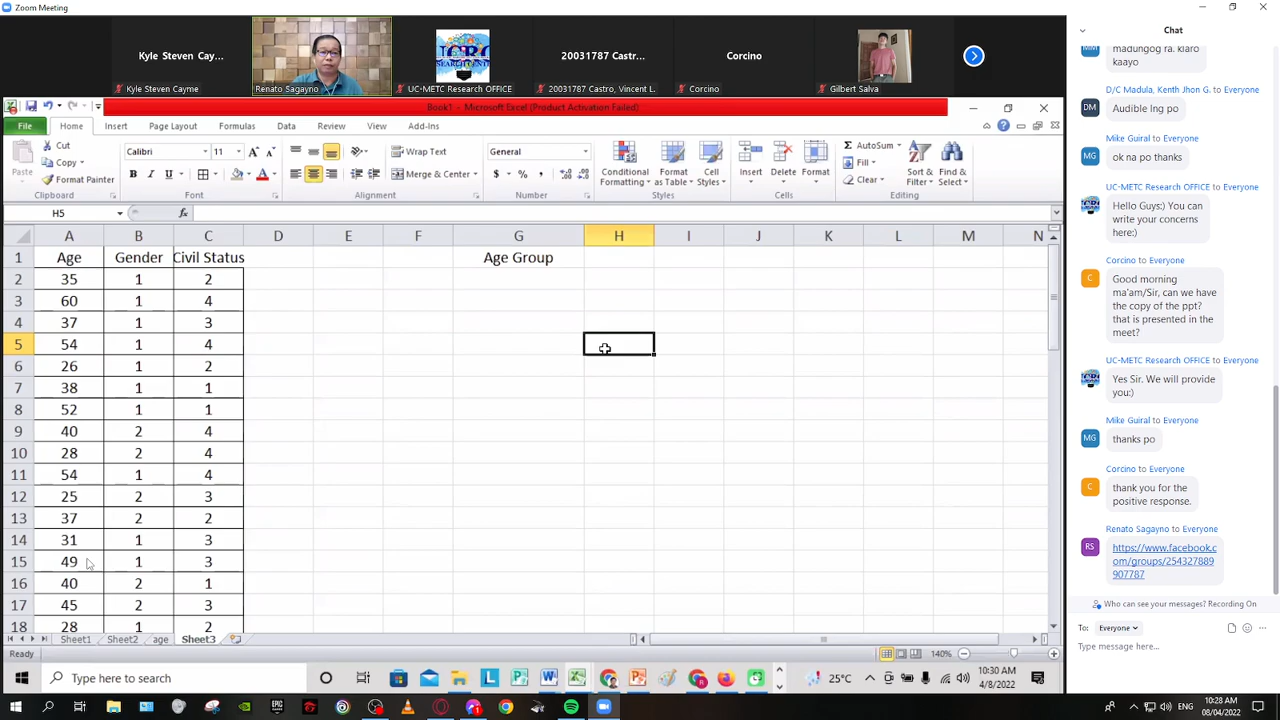 Zoom Meeting
Kyle Steven Cay...
Kyle Steven Cayme
Renato Sagayno
UC-METC Research OFFICE
20031787 Castro...
20031787 Castro, Vincent L.
Corcino
Corcino
Gilbert Salva
Book1 - Microsoft Excel (Product Activation Failed)
File Home Insert Page Layout Formulas Data Review View Add-Ins
Paste
Cut
Copy
Format Painter
Clipboard
Calibri 11
Font
Wrap Text
Merge & Center
Alignment
General
Number
Conditional Formatting
Format as Table
Cell Styles
Styles
Insert Delete Format
Cells
AutoSum
Fill
Clear
Sort & Filter
Find & Select
Editing
H5
A B C D E F G H I J K L M N
1 Age Gender Civil Status Age Group
2 35 1 2
3 60 1 4
4 37 1 3
5 54 1 4
6 26 1 2
7 38 1 1
8 52 1 1
9 40 2 4
10 28 2 4
11 54 1 4
12 25 2 3
13 37 2 2
14 31 1 3
15 49 1 3
16 40 2 1
17 45 2 3
18 28 1 2
Sheet1 Sheet2 age Sheet3
Ready
140%
Type here to search
25°C
10:30 AM
4/8/2022
Chat
madungog ra. klaro
kaayo
D/C Madula, Kenth Jhon G. to Everyone
Audible lng po
Mike Guiral to Everyone
ok na po thanks
UC-METC Research OFFICE to Everyone
Hello Guys:) You can
write your concerns
here:)
Corcino to Everyone
Good morning
ma'am/Sir, can we have
the copy of the ppt?
that is presented in the
meet?
UC-METC Research OFFICE to Everyone
Yes Sir. We will provide
you:)
Mike Guiral to Everyone
thanks po
Corcino to Everyone
thank you for the
positive response.
Renato Sagayno to Everyone
https://www.facebook.c
om/groups/254327889
907787
Who can see your messages? Recording On
To: Everyone
Type message here...
ENG
10:28 AM
08/04/2022